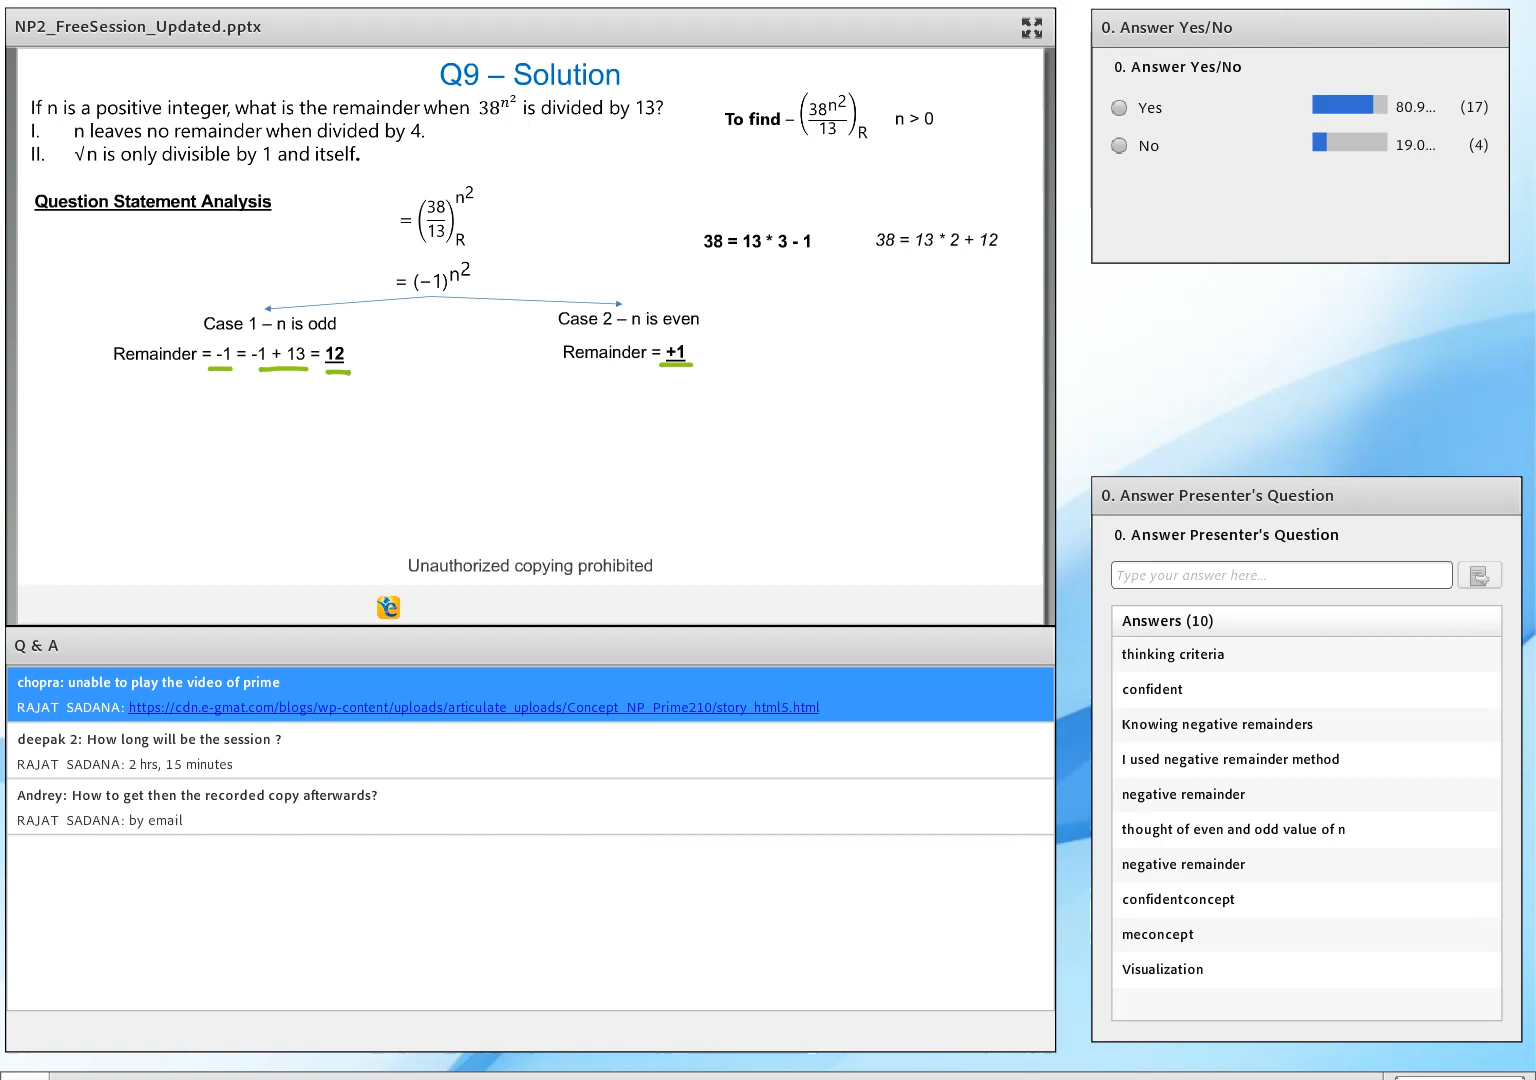 NP2_FreeSession_Updated.pptx
Q9 – Solution
If n is a positive integer, what is the remainder when 38^n^2 is divided by 13?
I. n leaves no remainder when divided by 4.
II. √n is only divisible by 1 and itself.
To find – (38^n2/13)R n > 0
Question Statement Analysis
= (38/13)R^n2
38 = 13 * 3 - 1 38 = 13 * 2 + 12
= (−1)^n2
Case 1 – n is odd
Case 2 – n is even
Remainder = -1 = -1 + 13 = 12
Remainder = +1
Unauthorized copying prohibited
e
Q & A
chopra: unable to play the video of prime
RAJAT SADANA: https://cdn.e-gmat.com/blogs/wp-content/uploads/articulate_uploads/Concept_NP_Prime210/story_html5.html
deepak 2: How long will be the session ?
RAJAT SADANA: 2 hrs, 15 minutes
Andrey: How to get then the recorded copy afterwards?
RAJAT SADANA: by email
0. Answer Yes/No
0. Answer Yes/No
Yes 80.9... (17)
No 19.0... (4)
0. Answer Presenter's Question
0. Answer Presenter's Question
Type your answer here...
Answers (10)
thinking criteria
confident
Knowing negative remainders
I used negative remainder method
negative remainder
thought of even and odd value of n
negative remainder
confidentconcept
meconcept
Visualization